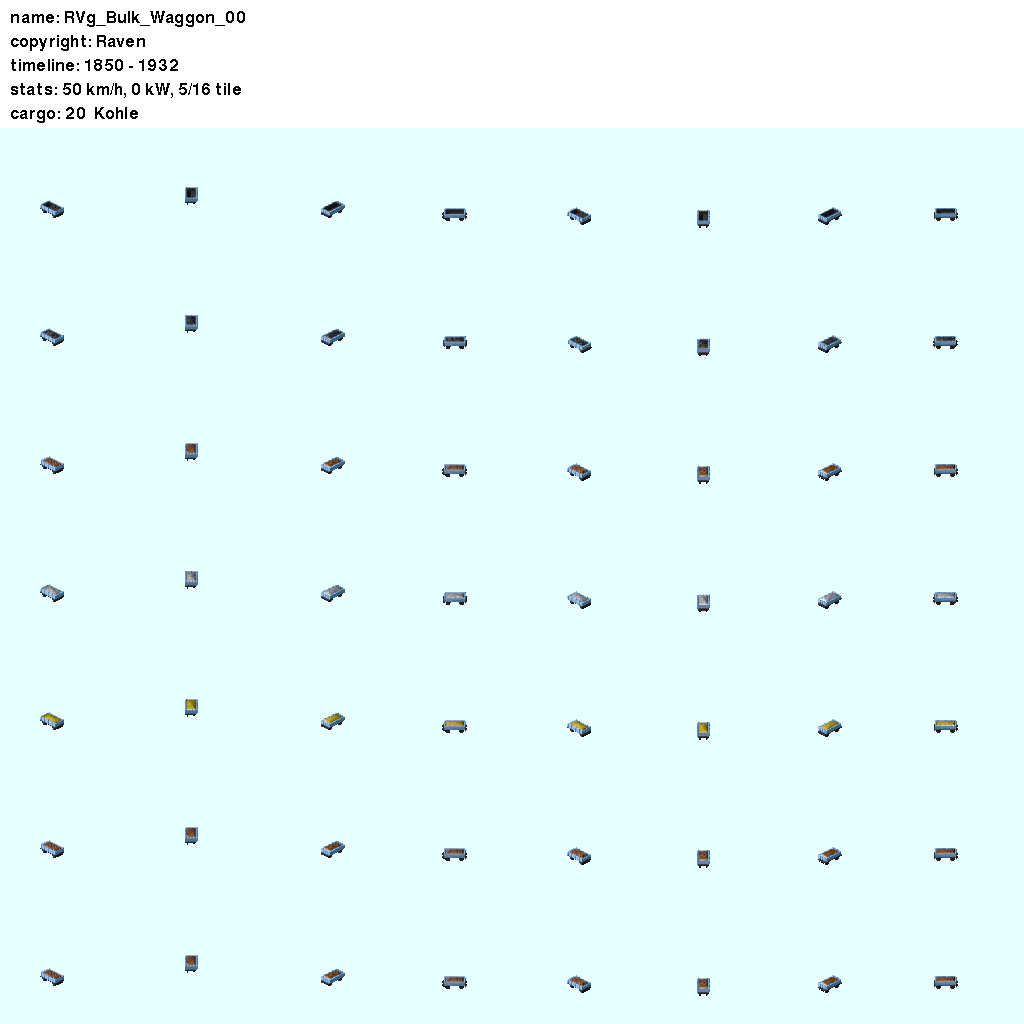 name: RVg_Bulk_Waggon_00
copyright: Raven
timeline: 1850 - 1932
stats: 50 km/h, 0 kW, 5/16 tile
cargo: 20 Kohle